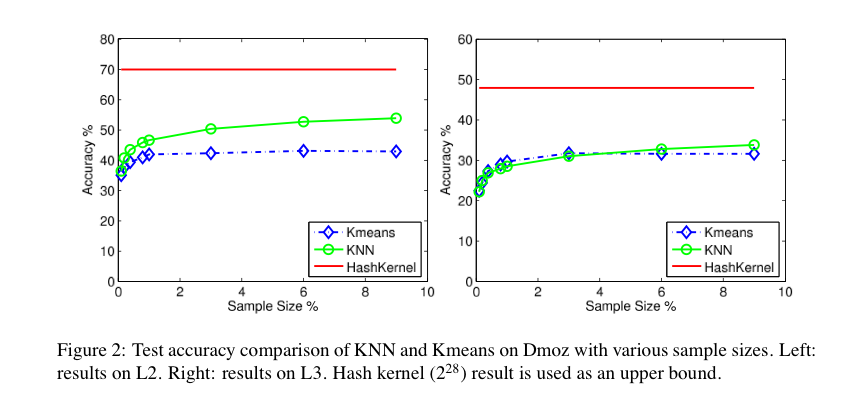 80
70
60
50
40
30
20
10
0
Accuracy %
0 2 4 6 8 10
Sample Size %
Kmeans
KNN
HashKernel
60
50
40
30
20
10
0
Accuracy %
0 2 4 6 8 10
Sample Size %
Kmeans
KNN
HashKernel
Figure 2: Test accuracy comparison of KNN and Kmeans on Dmoz with various sample sizes. Left:
results on L2. Right: results on L3. Hash kernel (2²⁸) result is used as an upper bound.